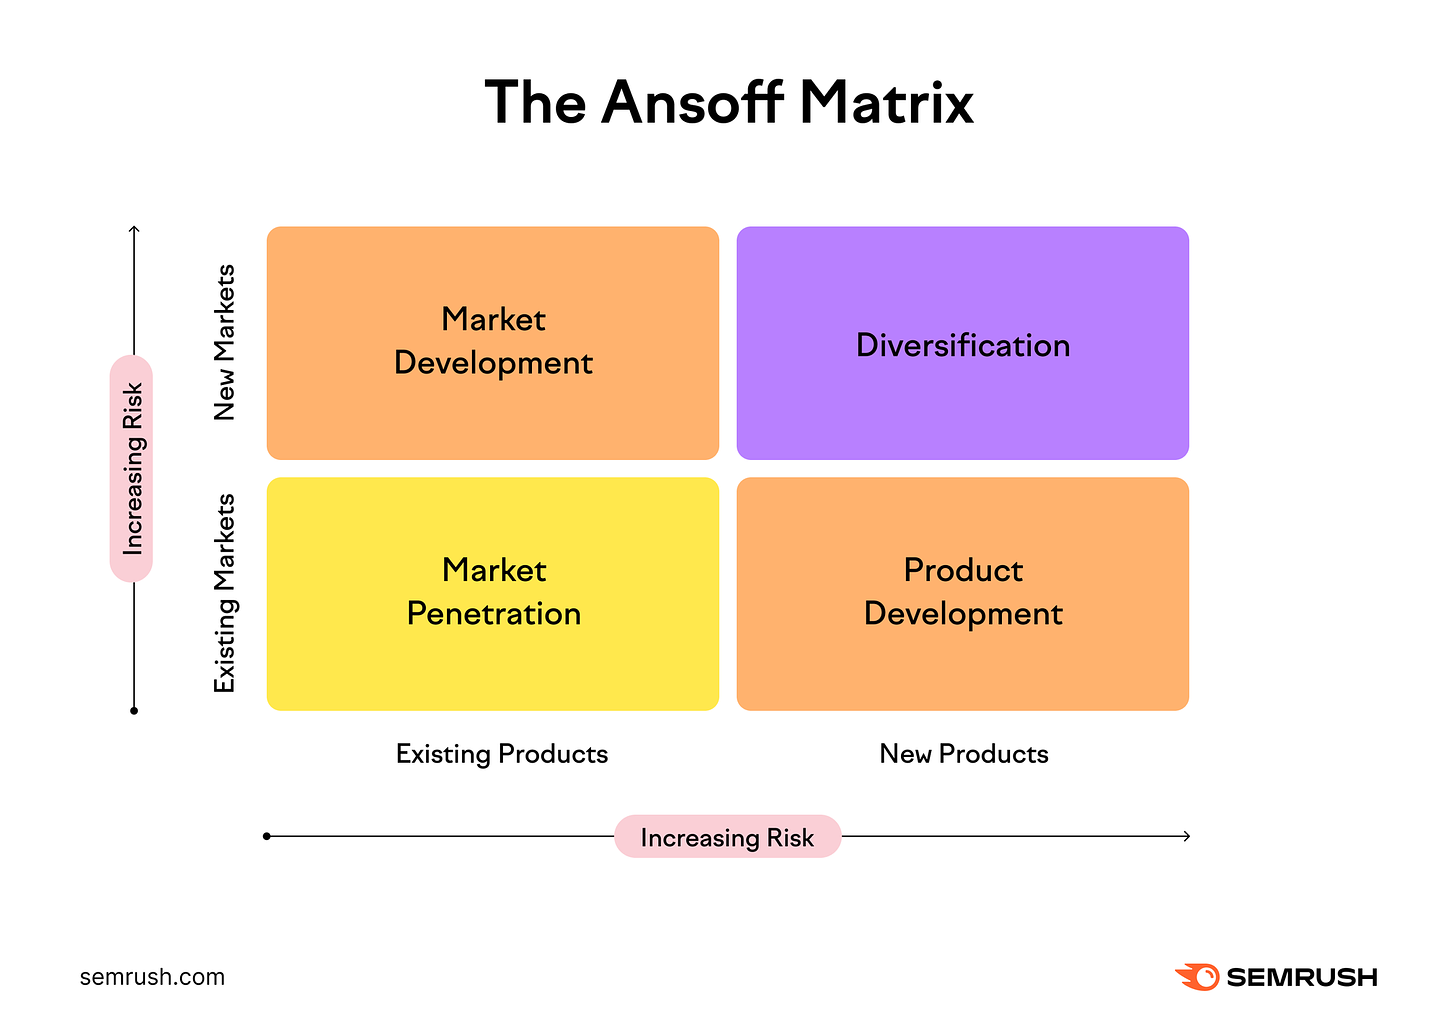 The Ansoff Matrix
Increasing Risk
New Markets
Market
Development
Diversification
Existing Markets
Market
Penetration
Product
Development
Existing Products
New Products
Increasing Risk
semrush.com
SEMRUSH